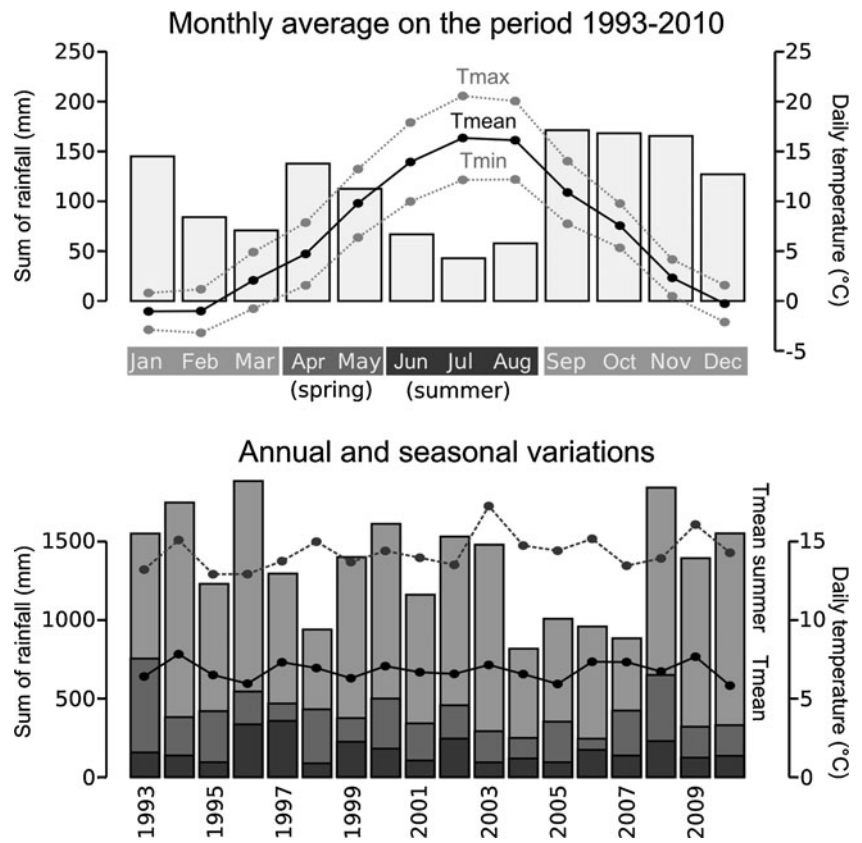 Monthly average on the period 1993-2010
250
200
150
100
50
0
Sum of rainfall (mm)
25
20
15
10
5
0
-5
Daily temperature (°C)
Tmax
Tmean
Tmin
Jan Feb Mar Apr May Jun Jul Aug Sep Oct Nov Dec
(spring) (summer)
Annual and seasonal variations
1500
1000
500
0
Sum of rainfall (mm)
15
10
5
0
Tmean summer
Tmean
Daily temperature (°C)
1993 1995 1997 1999 2001 2003 2005 2007 2009